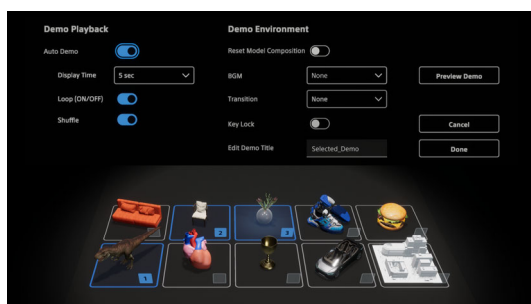 Demo Playback
Auto Demo
Display Time
5 sec
Loop (ON/OFF)
Shuffle
Demo Environment
Reset Model Composition
BGM
None
Transition
None
Key Lock
Edit Demo Title
Selected_Demo
Preview Demo
Cancel
Done
2
3
1